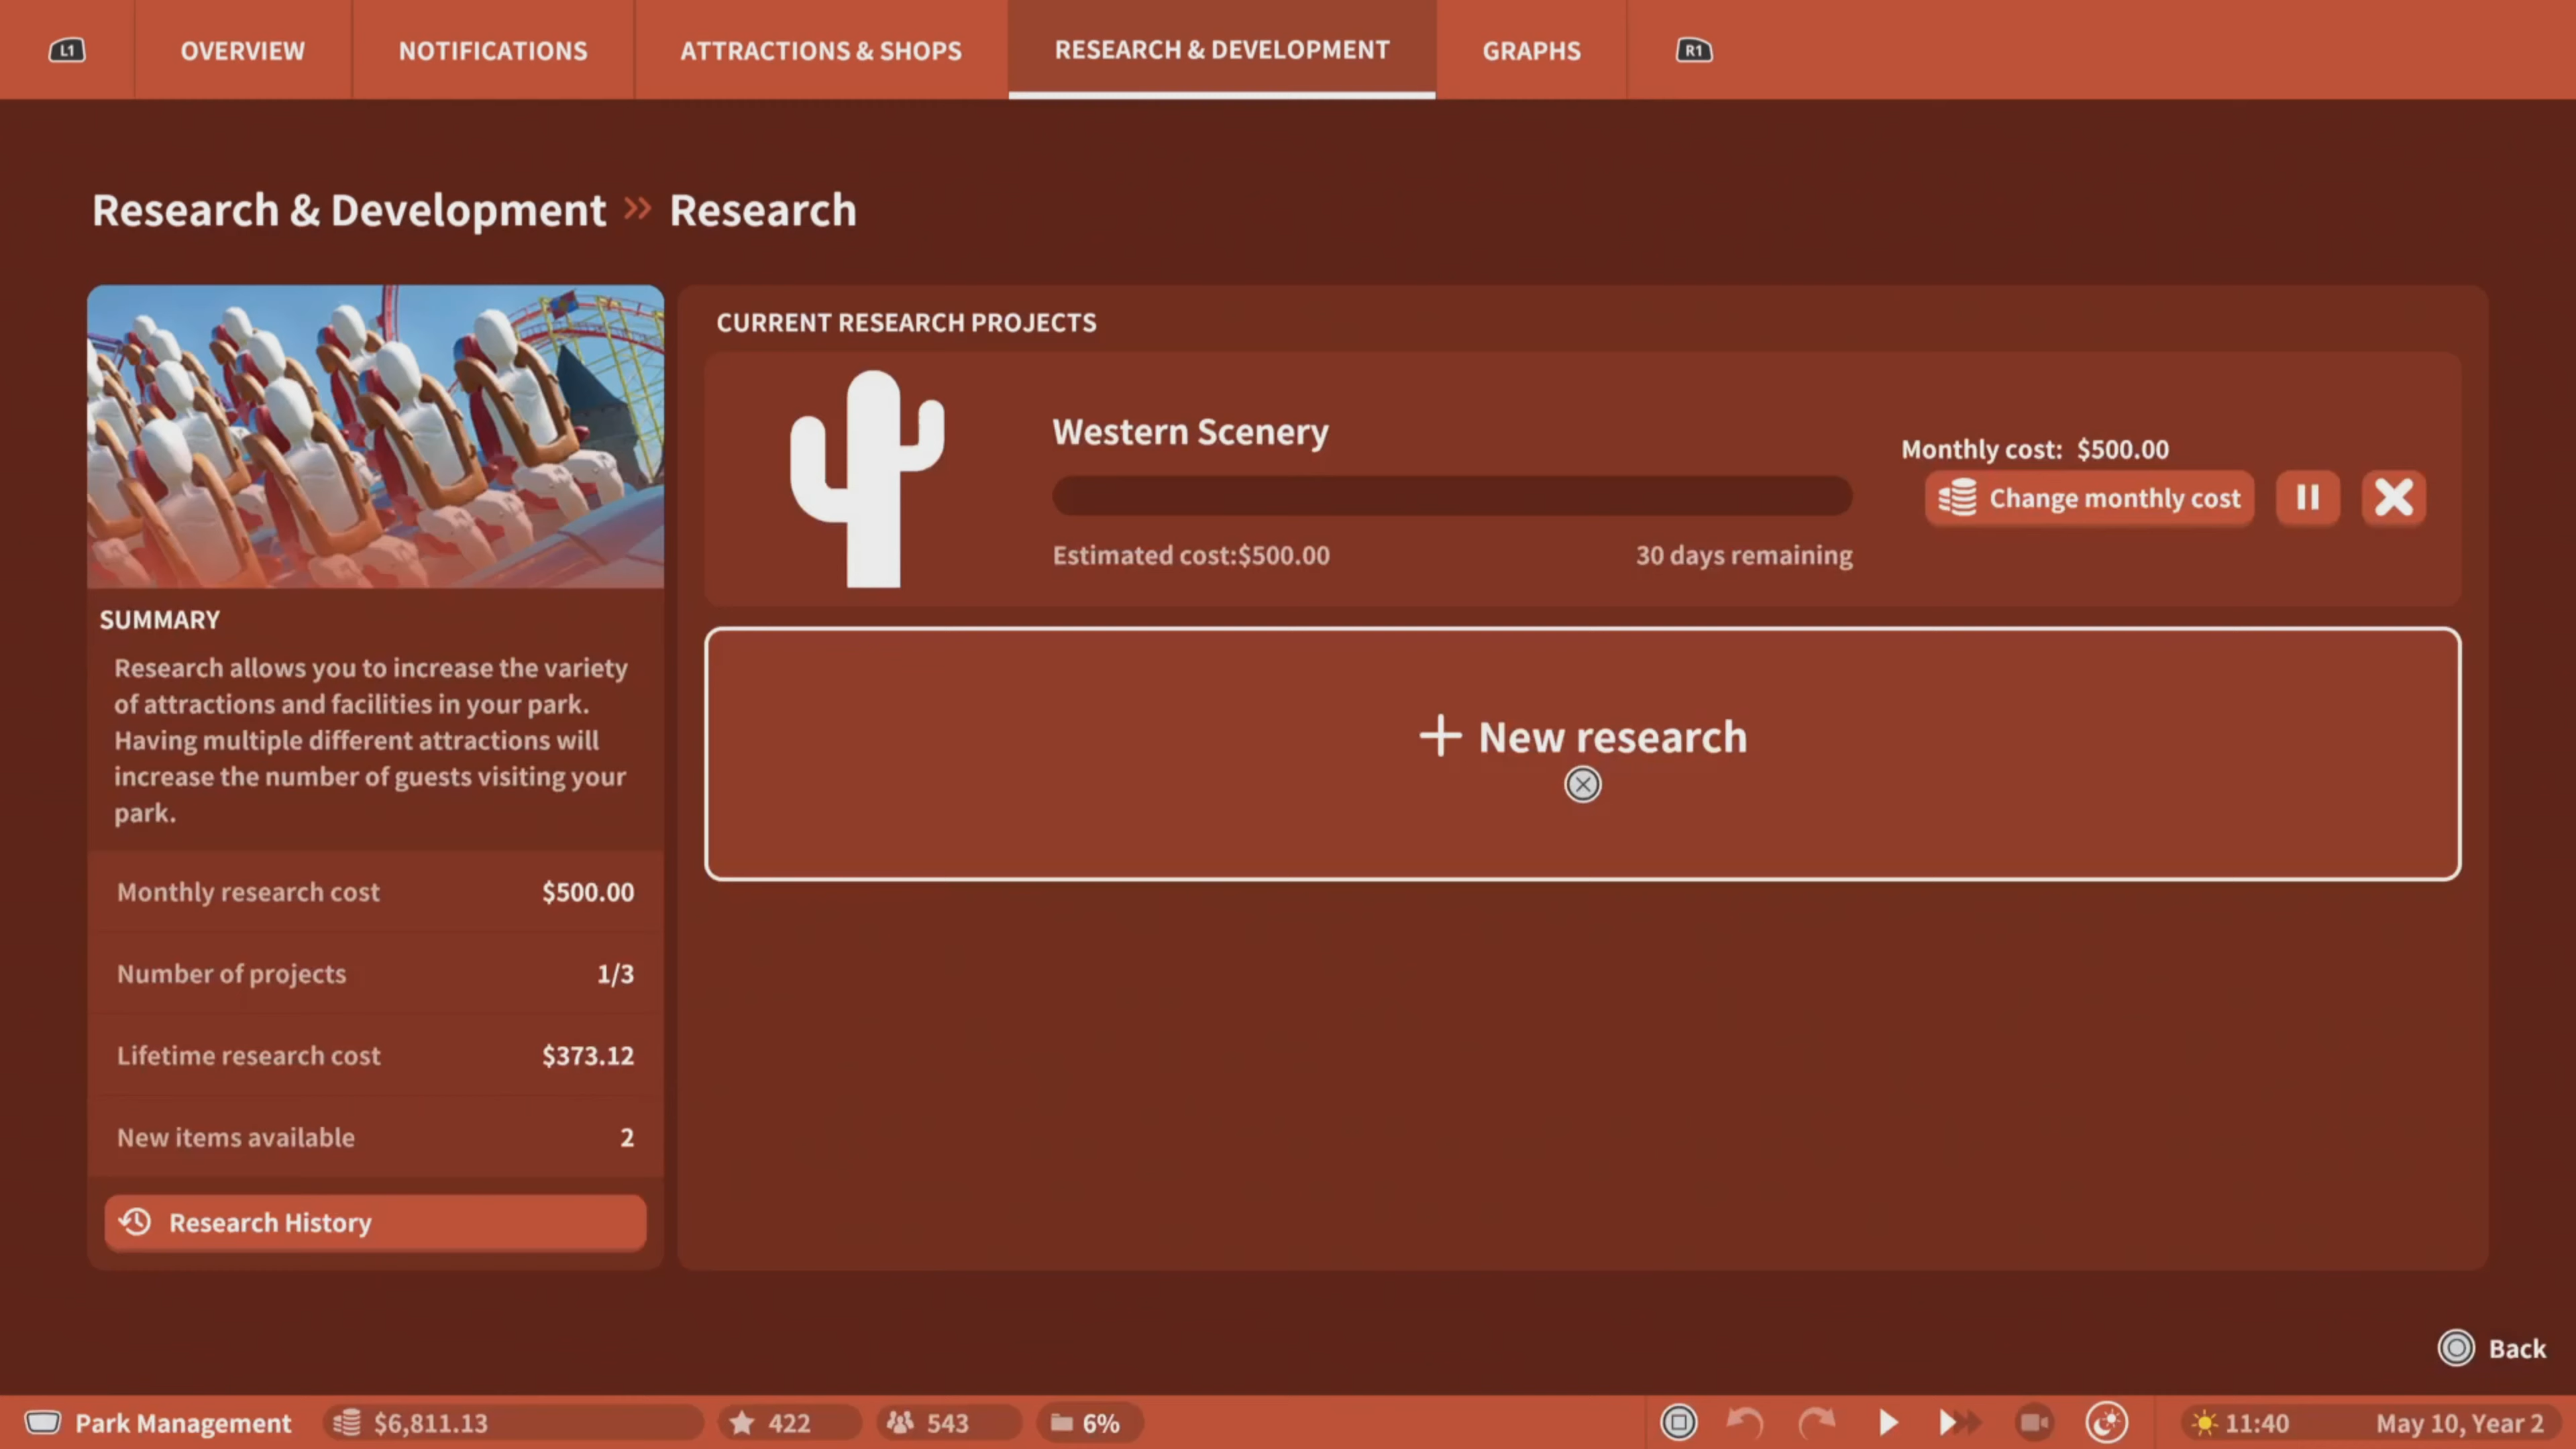 L1
OVERVIEW
NOTIFICATIONS
ATTRACTIONS & SHOPS
RESEARCH & DEVELOPMENT
GRAPHS
R1
Research & Development » Research
SUMMARY
Research allows you to increase the variety
of attractions and facilities in your park.
Having multiple different attractions will
increase the number of guests visiting your
park.
Monthly research cost $500.00
Number of projects 1/3
Lifetime research cost $373.12
New items available 2
Research History
CURRENT RESEARCH PROJECTS
Western Scenery
Estimated cost:$500.00 30 days remaining
Monthly cost: $500.00
Change monthly cost
+ New research
Back
Park Management $6,811.13 422 543 6% 11:40 May 10, Year 2